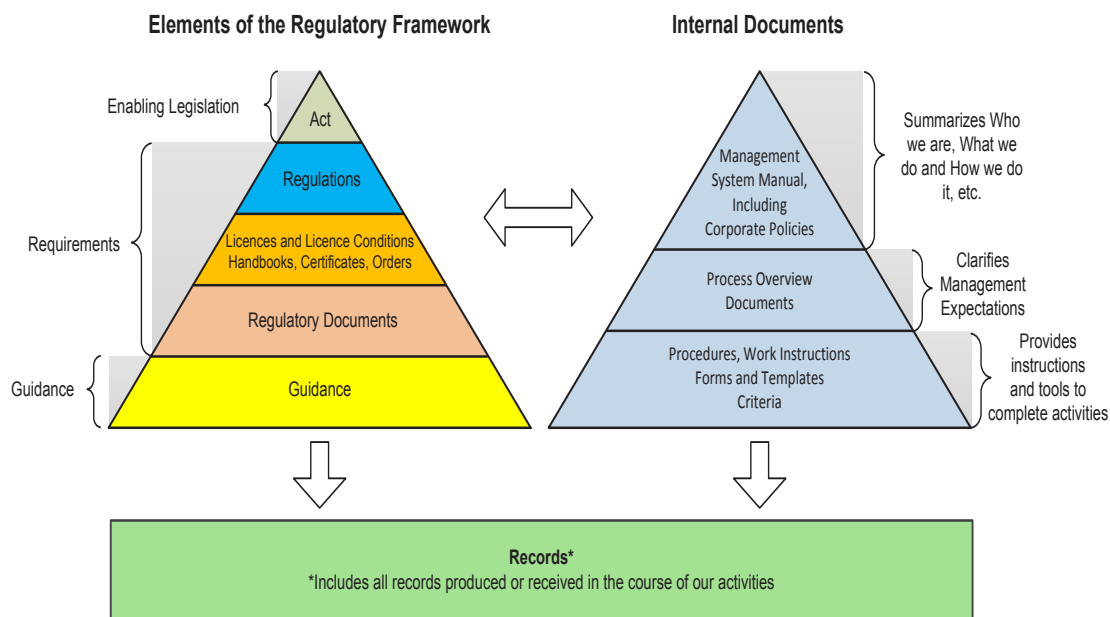 Elements of the Regulatory Framework
Enabling Legislation
Act
Regulations
Requirements
Licences and Licence Conditions
Handbooks, Certificates, Orders
Regulatory Documents
Guidance
Guidance
Internal Documents
Management
System Manual,
Including
Corporate Policies
Summarizes Who
we are, What we
do and How we do
it, etc.
Process Overview
Documents
Clarifies
Management
Expectations
Procedures, Work Instructions
Forms and Templates
Criteria
Provides
instructions
and tools to
complete activities
Records*
*Includes all records produced or received in the course of our activities